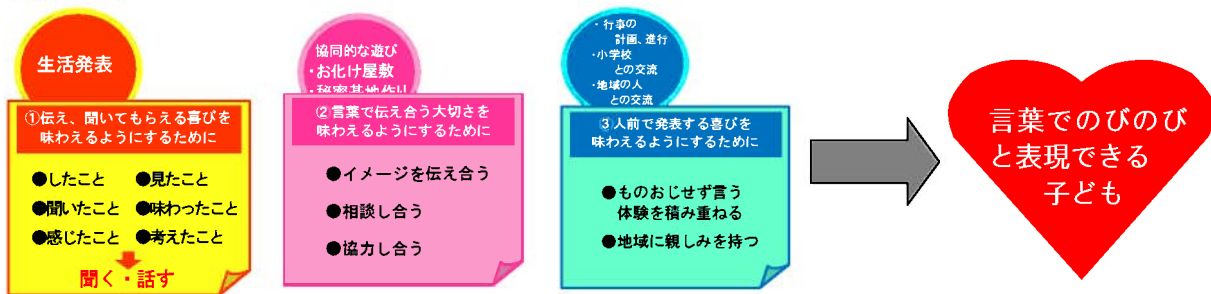 生活発表
①伝え、聞いてもらえる喜びを
味わえるようにするために
●したこと ●見たこと
●聞いたこと ●味わったこと
●感じたこと ●考えたこと
聞く・話す
協同的な遊び
・お化け屋敷
・秘密基地作り
②言葉で伝え合う大切さを
味わえるようにするために
●イメージを伝え合う
●相談し合う
●協力し合う
・行事の
計画、進行
・小学校
との交流
・地域の人
との交流
③人前で発表する喜びを
味わえるようにするために
●ものおじせず言う
体験を積み重ねる
●地域に親しみを持つ
言葉でのびのび
と表現できる
子ども